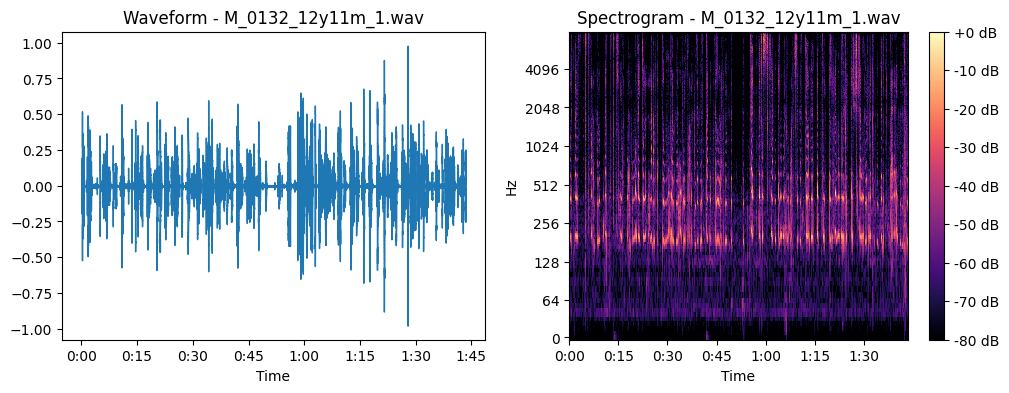 Waveform - M_0132_12y11m_1.wav
1.00
0.75
0.50
0.25
0.00
−0.25
−0.50
−0.75
−1.00
0:00 0:15 0:30 0:45 1:00 1:15 1:30 1:45
Time
Spectrogram - M_0132_12y11m_1.wav
Hz
4096
2048
1024
512
256
128
64
0
0:00 0:15 0:30 0:45 1:00 1:15 1:30
Time
+0 dB
-10 dB
-20 dB
-30 dB
-40 dB
-50 dB
-60 dB
-70 dB
-80 dB